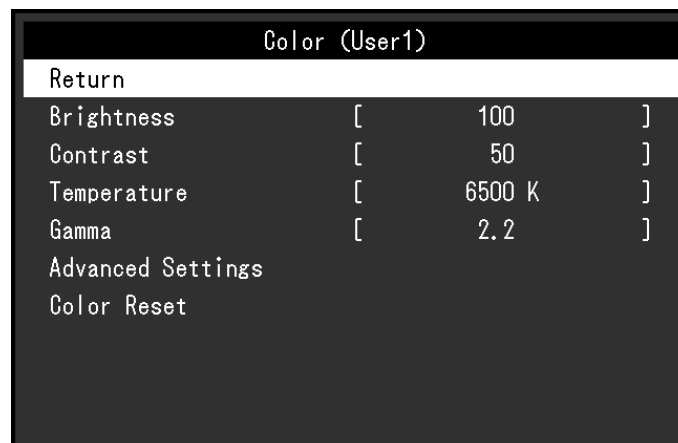 Color (User1)
Return
Brightness [ 100 ]
Contrast [ 50 ]
Temperature [ 6500 K ]
Gamma [ 2.2 ]
Advanced Settings
Color Reset